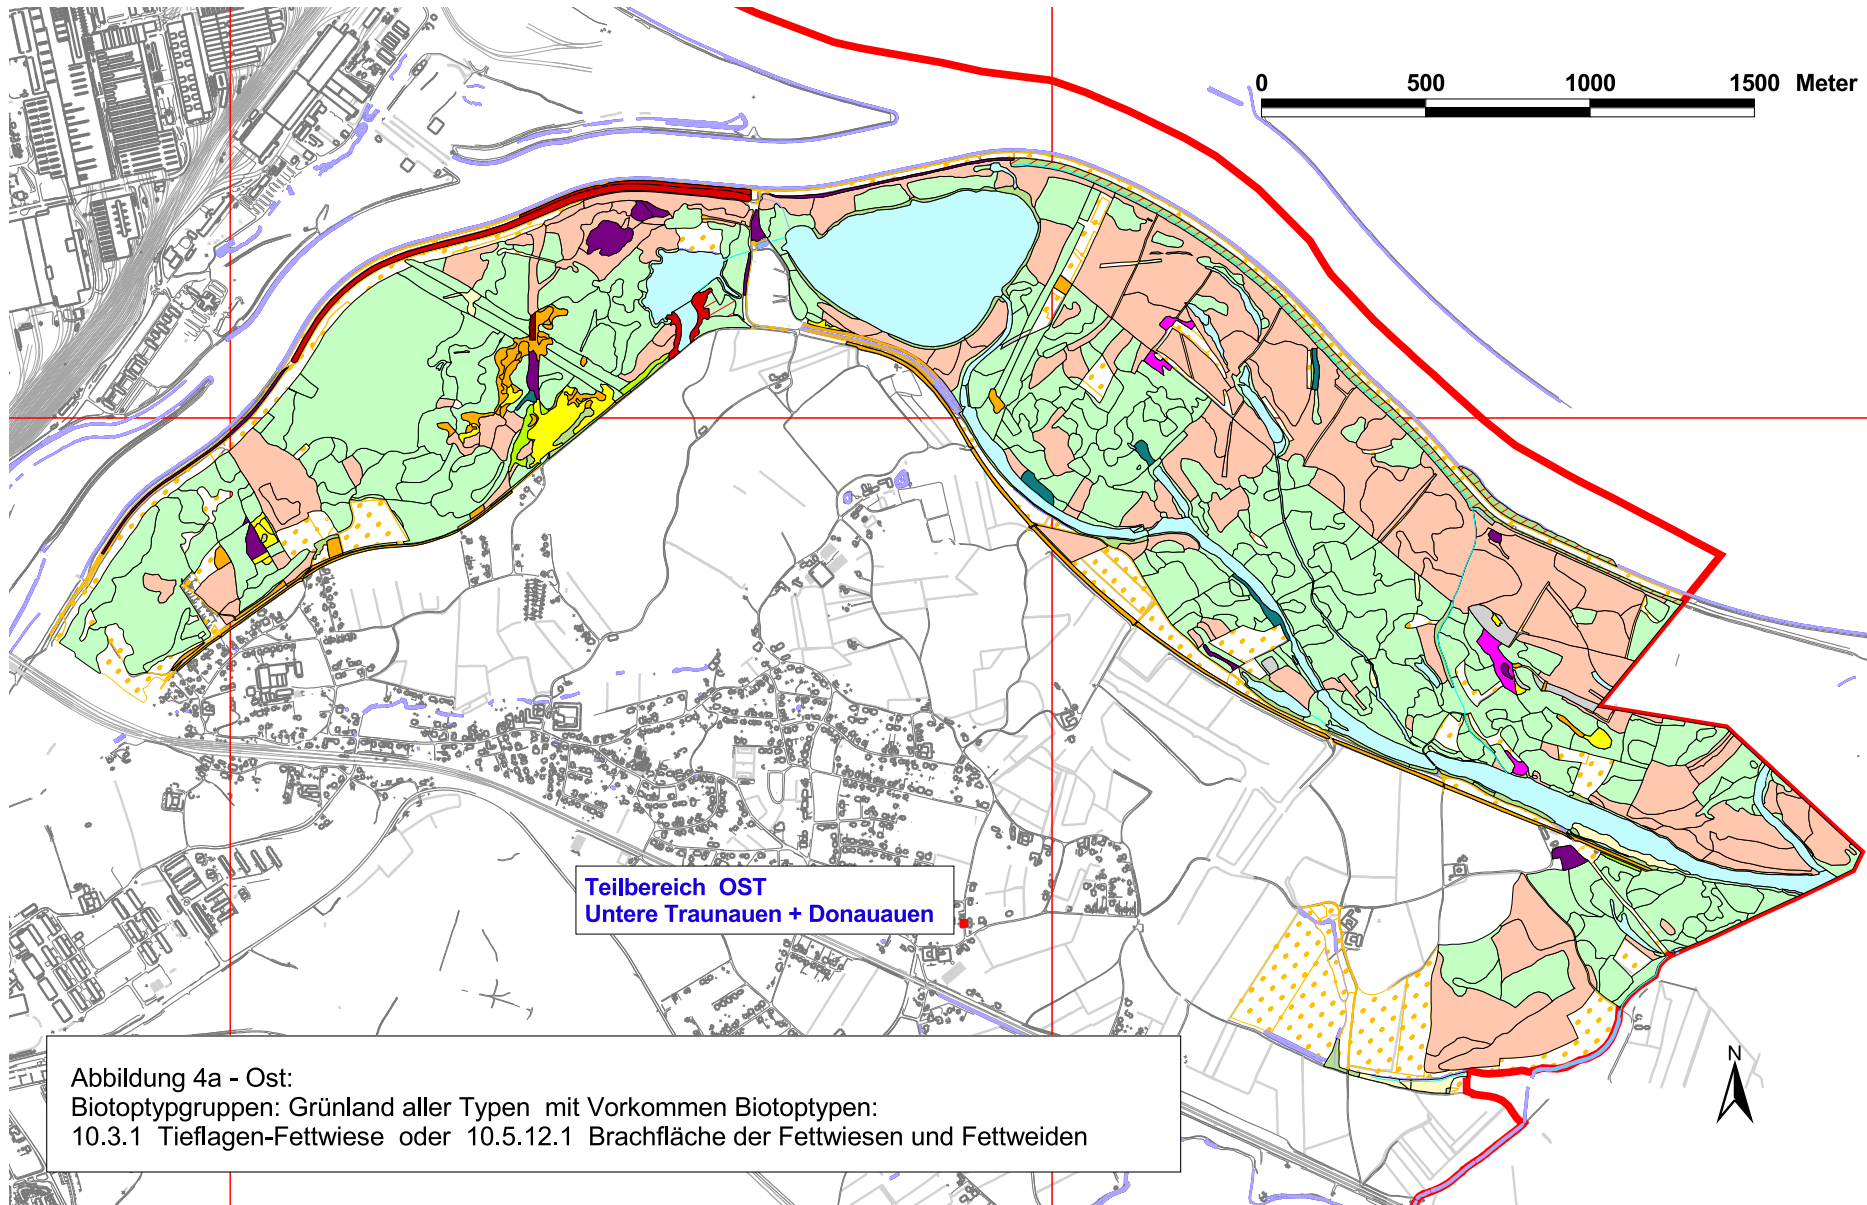 0 500 1000 1500 Meter
Teilbereich OST
Untere Traunauen + Donauauen
Abbildung 4a - Ost:
Biotoptypgruppen: Grünland aller Typen mit Vorkommen Biotoptypen:
10.3.1 Tieflagen-Fettwiese oder 10.5.12.1 Brachfläche der Fettwiesen und Fettweiden
N